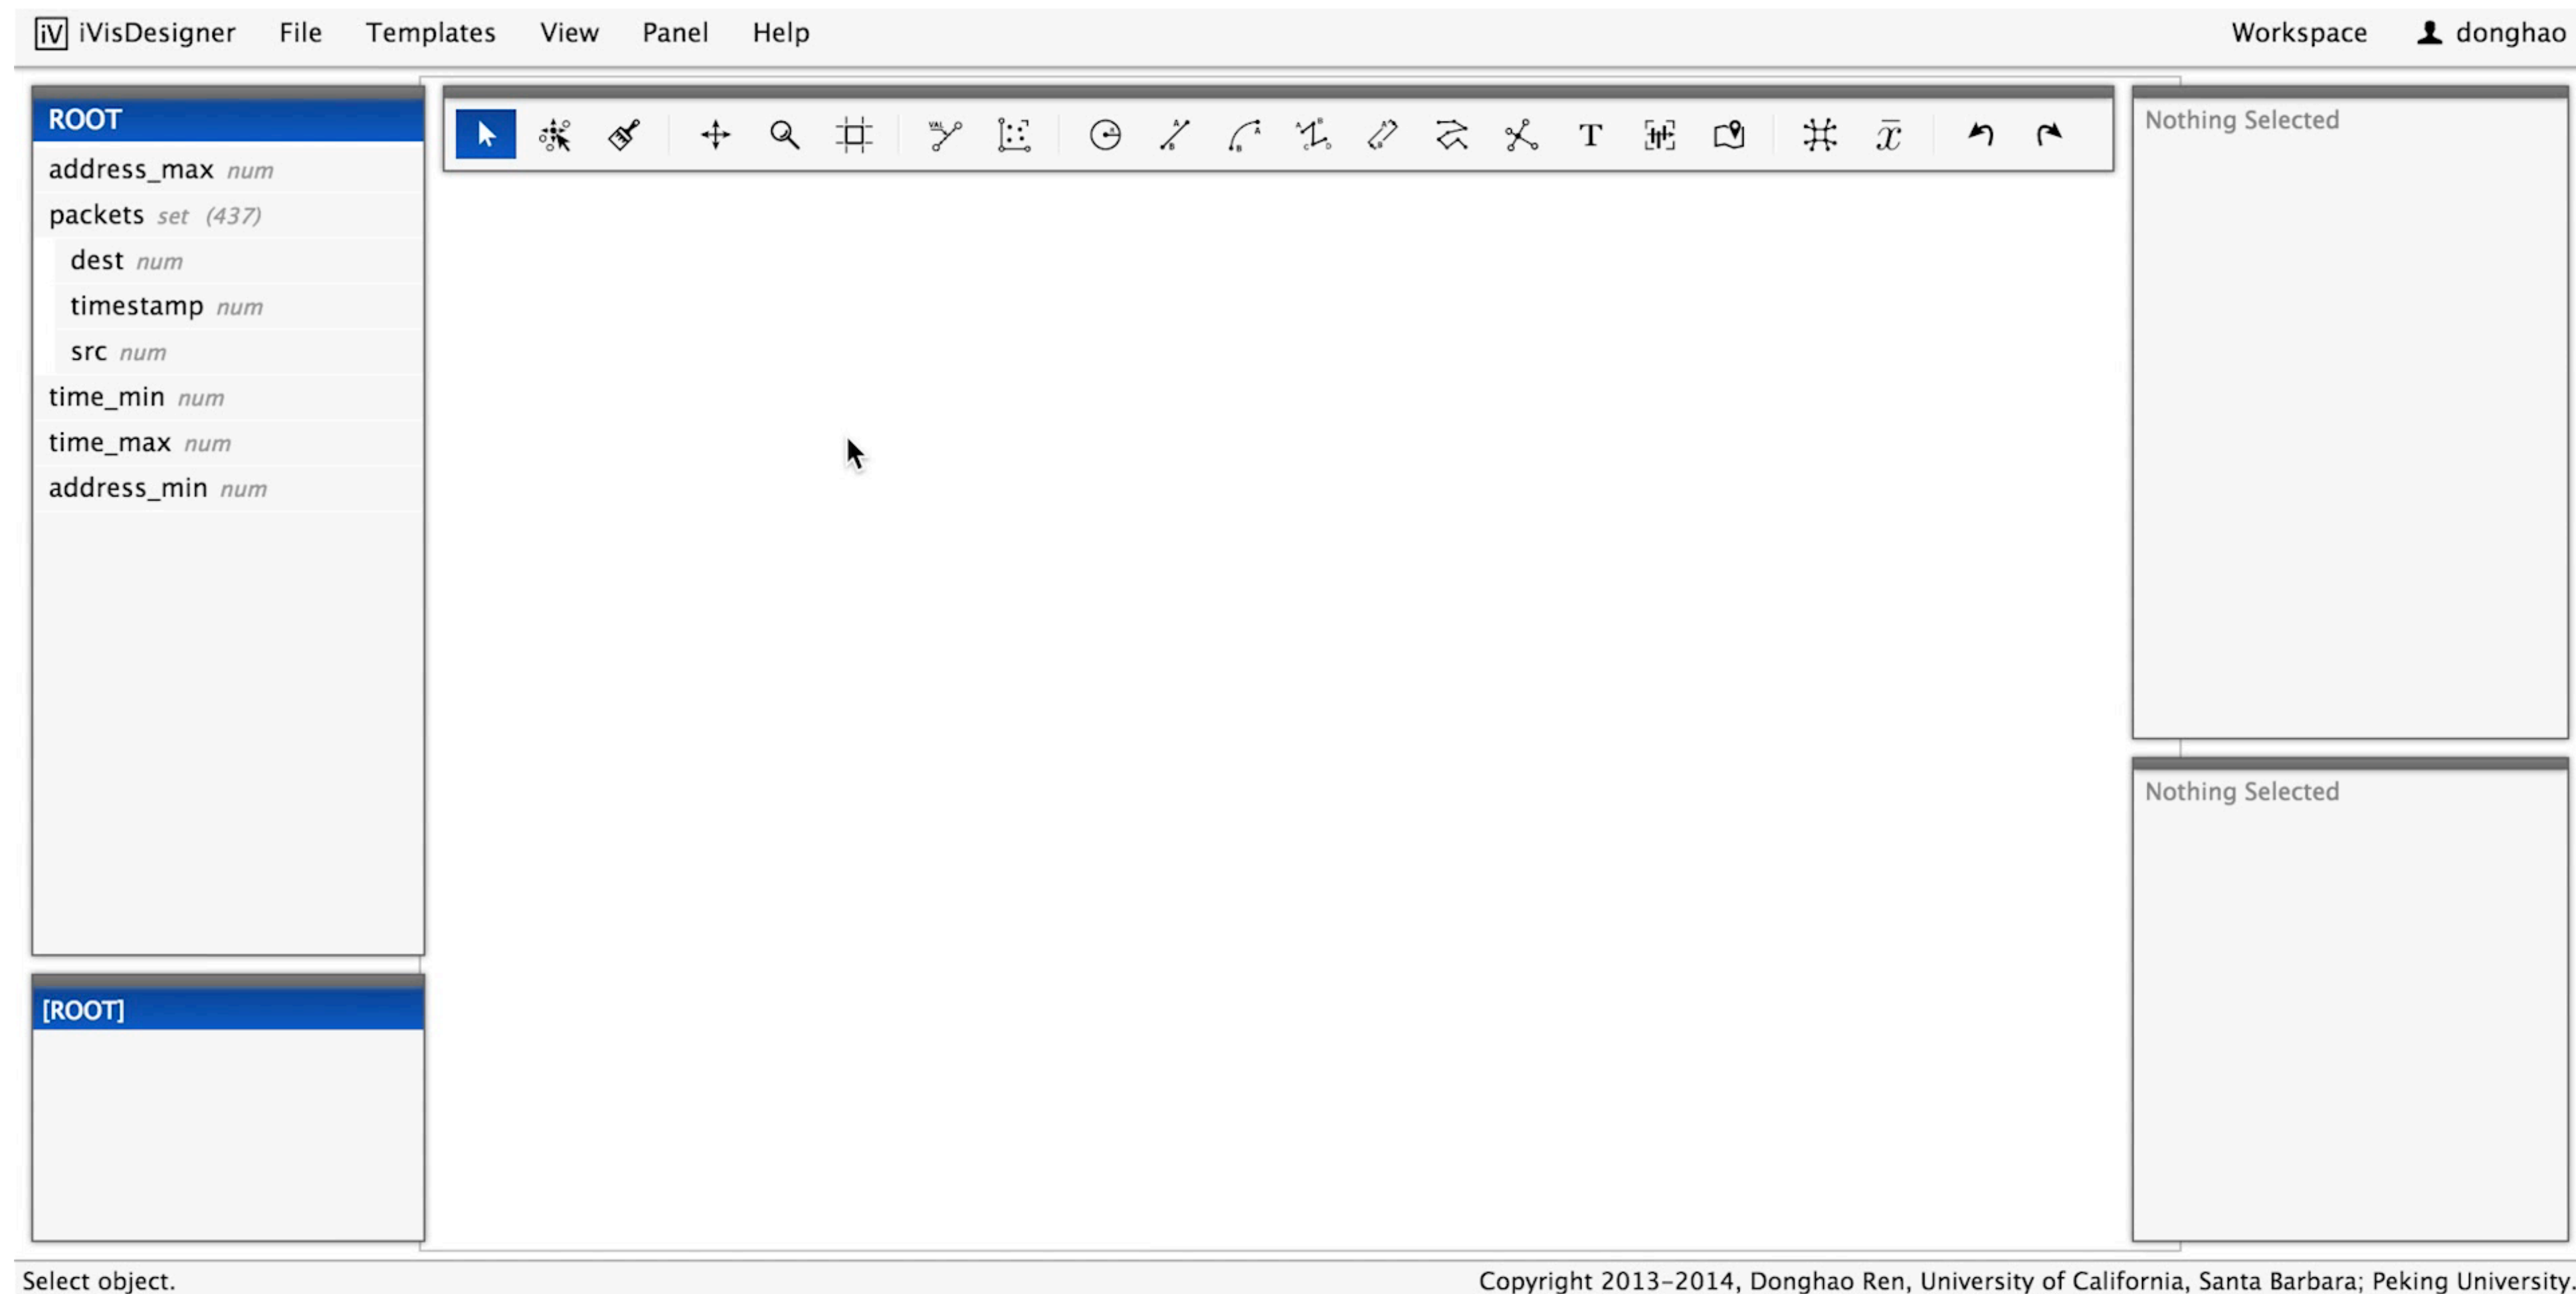 iV iVisDesigner File Templates View Panel Help Workspace donghao
ROOT
address_max num
packets set (437)
dest num
timestamp num
src num
time_min num
time_max num
address_min num
[ROOT]
T x̅
Nothing Selected
Nothing Selected
Select object.
Copyright 2013-2014, Donghao Ren, University of California, Santa Barbara; Peking University.